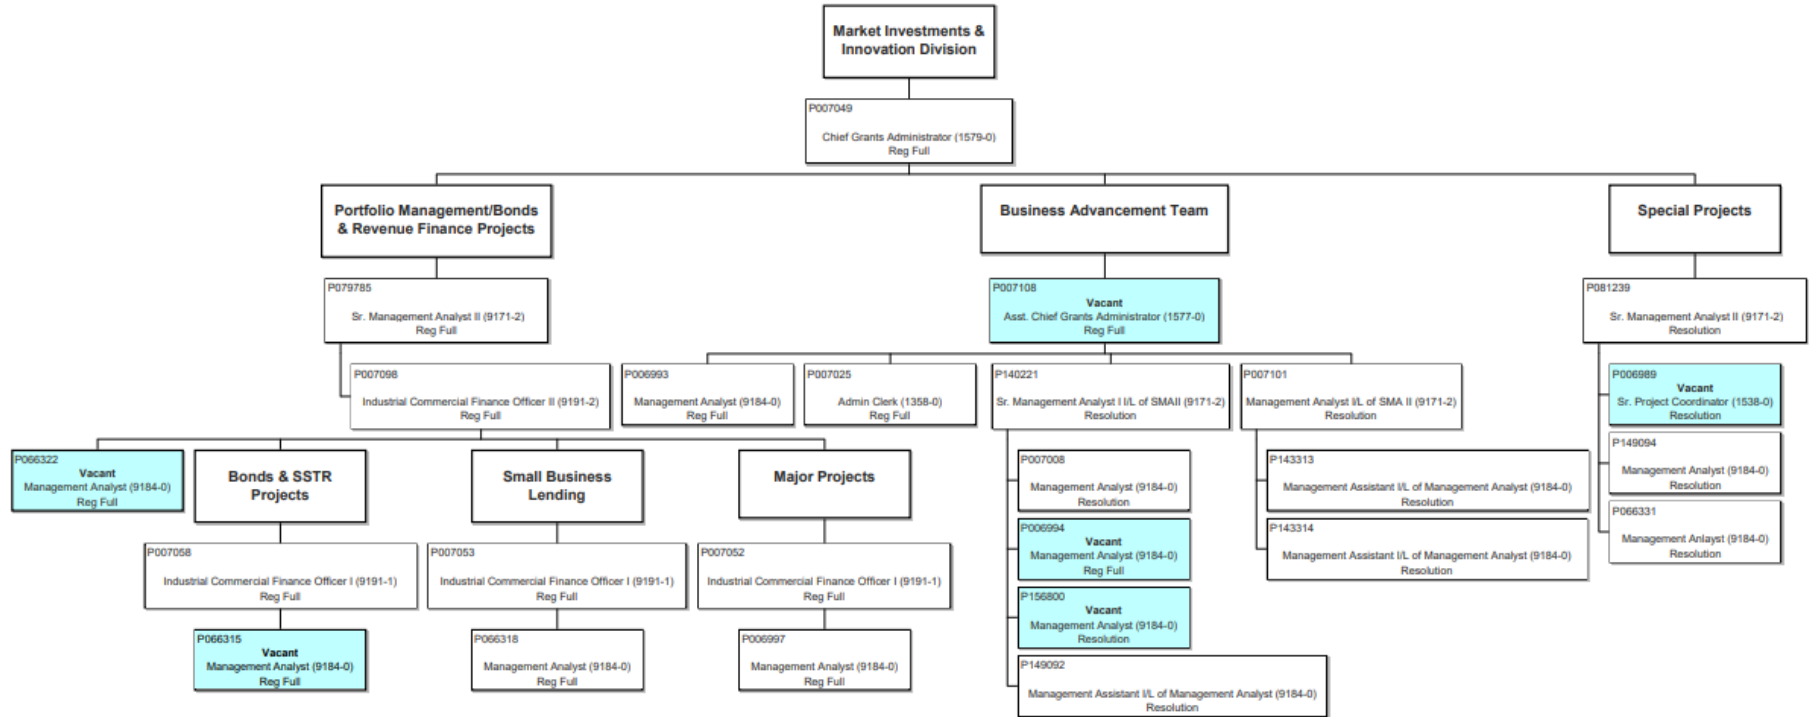 Market Investments &
Innovation Division
P007049
Chief Grants Administrator (1579-0)
Reg Full
Portfolio Management/Bonds
& Revenue Finance Projects
Business Advancement Team
Special Projects
P079785
Sr. Management Analyst II (9171-2)
Reg Full
P007108
Vacant
Asst. Chief Grants Administrator (1577-0)
Reg Full
P081239
Sr. Management Analyst II (9171-2)
Resolution
P007098
Industrial Commercial Finance Officer II (9191-2)
Reg Full
P006993
Management Analyst (9184-0)
Reg Full
P007025
Admin Clerk (1358-0)
Reg Full
P140221
Sr. Management Analyst I I/L of SMAII (9171-2)
Resolution
P007101
Management Analyst I/L of SMA II (9171-2)
Resolution
P006989
Vacant
Sr. Project Coordinator (1538-0)
Resolution
P149094
Management Analyst (9184-0)
Resolution
P066331
Management Anlayst (9184-0)
Resolution
P066322
Vacant
Management Analyst (9184-0)
Reg Full
Bonds & SSTR
Projects
Small Business
Lending
Major Projects
P007008
Management Analyst (9184-0)
Resolution
P143313
Management Assistant I/L of Management Analyst (9184-0)
Resolution
P006994
Vacant
Management Analyst (9184-0)
Reg Full
P143314
Management Assistant I/L of Management Analyst (9184-0)
Resolution
P007058
Industrial Commercial Finance Officer I (9191-1)
Reg Full
P007053
Industrial Commercial Finance Officer I (9191-1)
Reg Full
P007052
Industrial Commercial Finance Officer I (9191-1)
Reg Full
P156800
Vacant
Management Analyst (9184-0)
Resolution
P066315
Vacant
Management Analyst (9184-0)
Reg Full
P066318
Management Analyst (9184-0)
Reg Full
P006997
Management Analyst (9184-0)
Reg Full
P149092
Management Assistant I/L of Management Analyst (9184-0)
Resolution